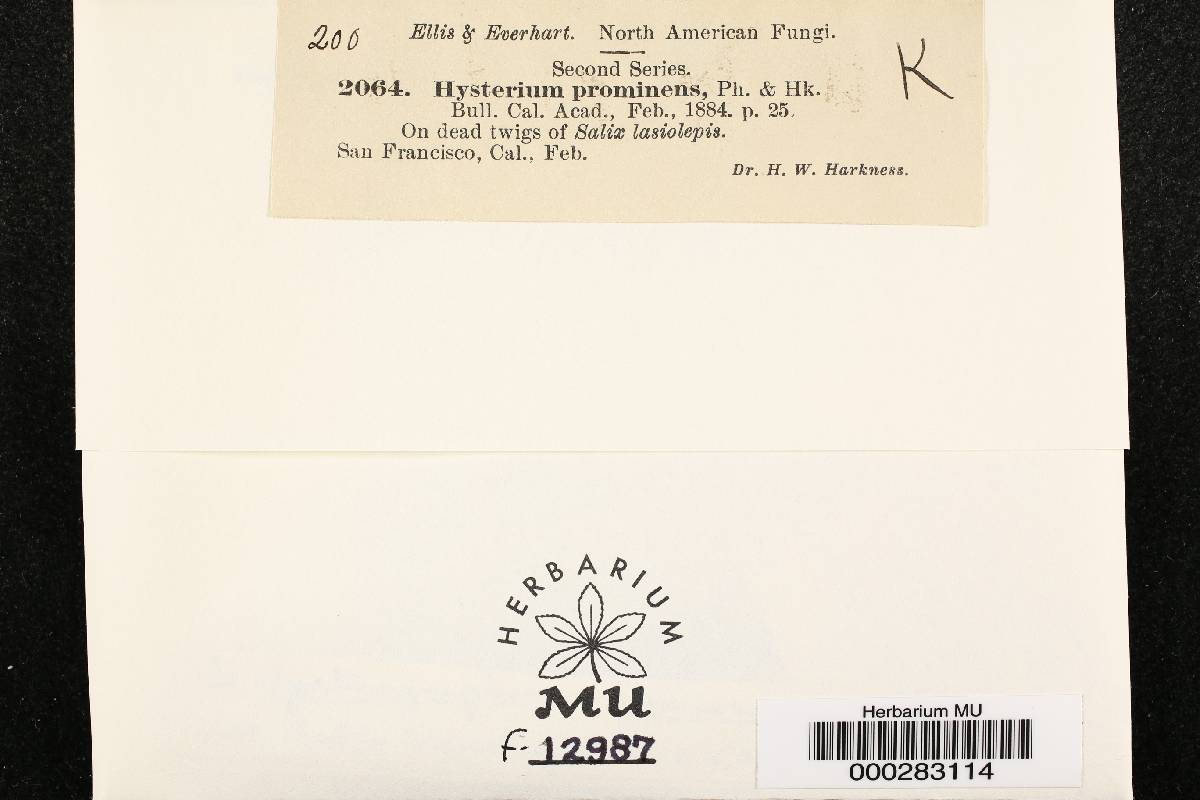 200
Ellis & Everhart. North American Fungi.
K
Second Series.
2064. Hysterium prominens, Ph. & Hk.
Bull. Cal. Acad., Feb., 1884. p. 25.
On dead twigs of Salix lasiolepis.
San Francisco, Cal., Feb.
Dr. H. W. Harkness.
HERBARIUM
MU
f-12987
Herbarium MU
000283114